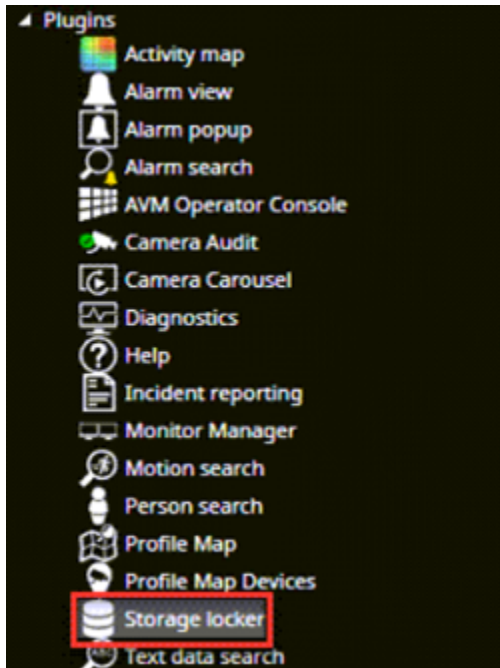 Plugins
Activity map
Alarm view
Alarm popup
Alarm search
AVM Operator Console
Camera Audit
Camera Carousel
Diagnostics
Help
Incident reporting
Monitor Manager
Motion search
Person search
Profile Map
Profile Map Devices
Storage locker
Text data search